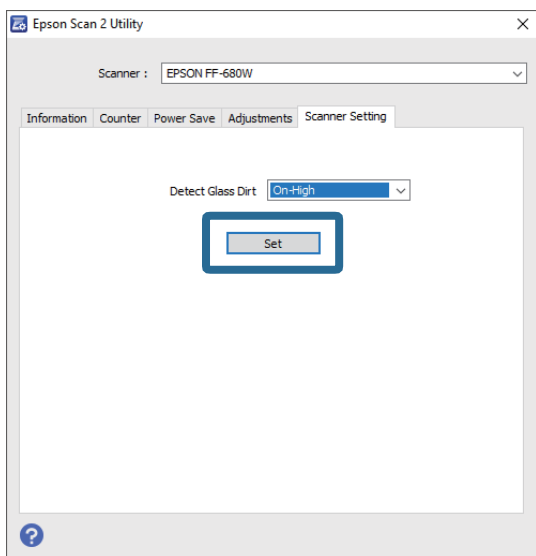 Epson Scan 2 Utility
Scanner : EPSON FF-680W
Information Counter Power Save Adjustments Scanner Setting
Detect Glass Dirt On-High
Set
?